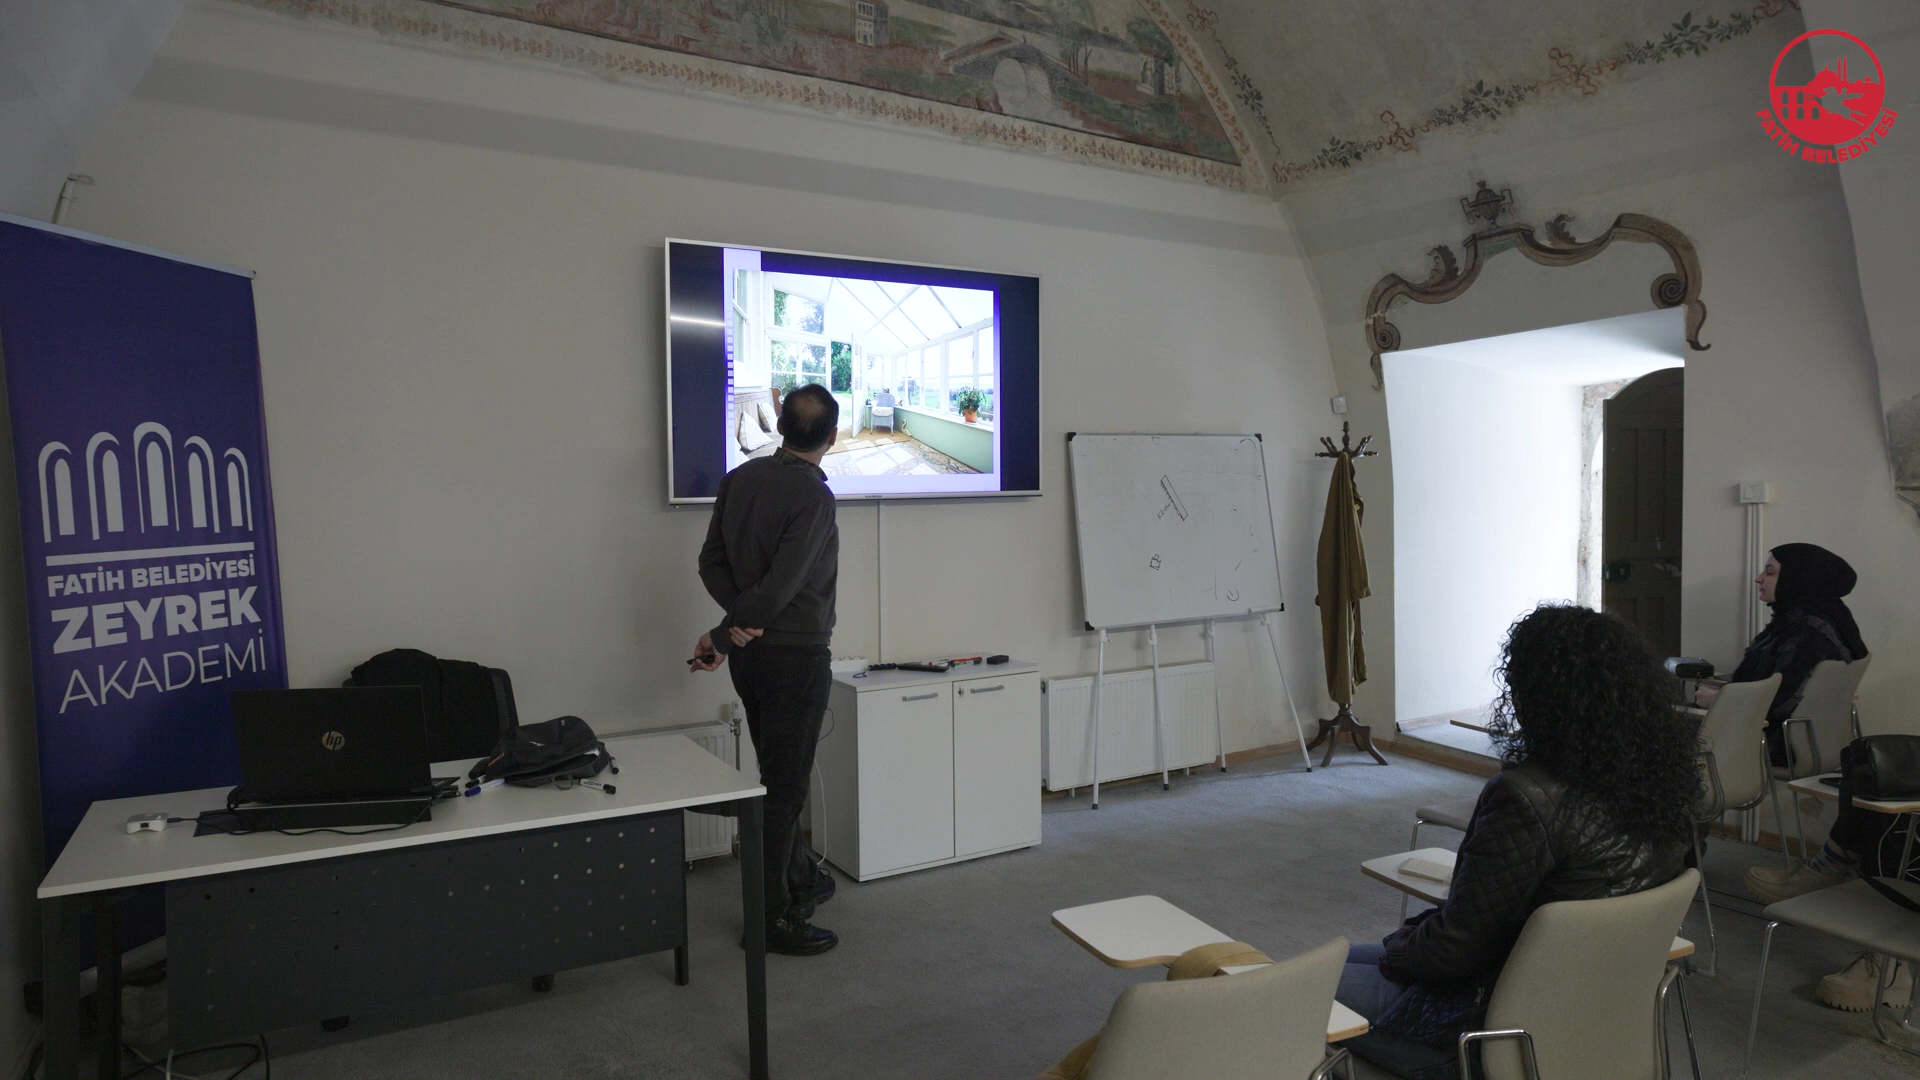 FATİH BELEDİYESİ
FATİH BELEDİYESİ
ZEYREK
AKADEMİ
hp